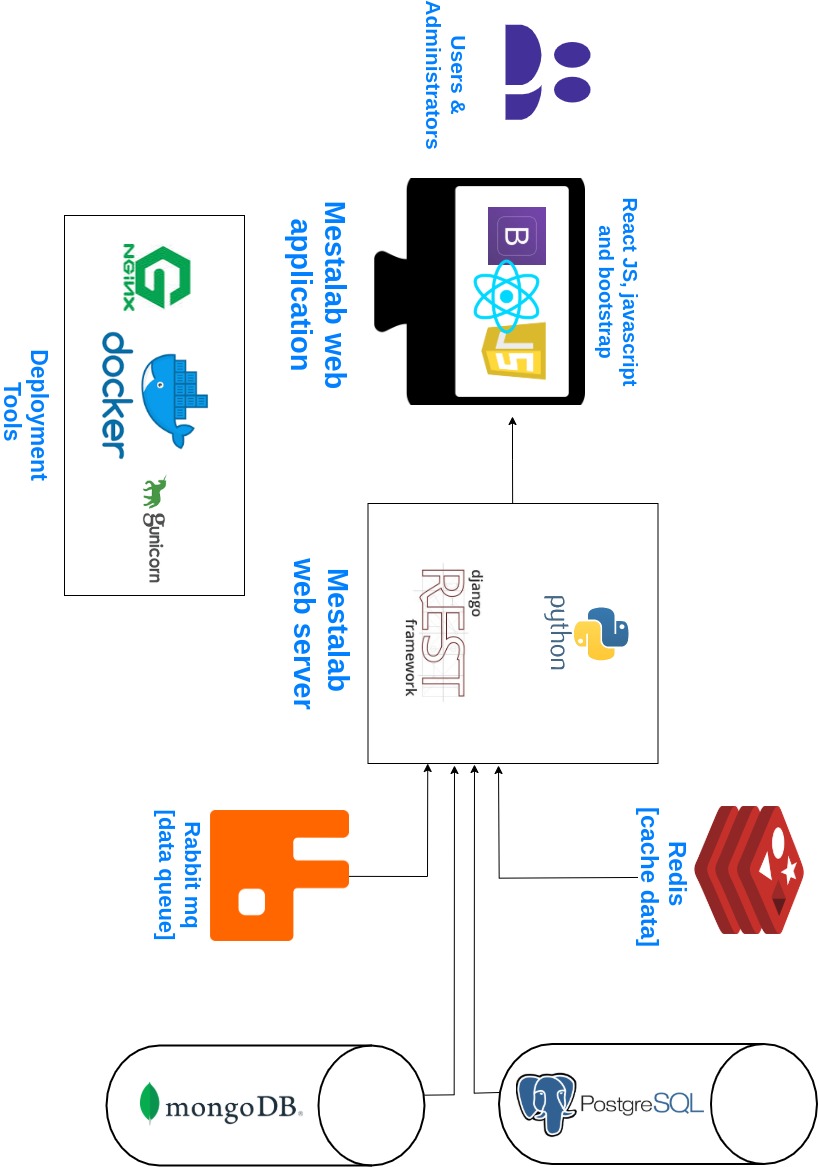 Redis
[cache data]
PostgreSQL
React JS, javascript
and bootstrap
B
JS
Users &
Administrators
python
django
REST
framework
Mestalab web
application
Mestalab
web server
Rabbit mq
[data queue]
mongoDB®
G
NGiNX
docker
gunicorn
Deployment
Tools